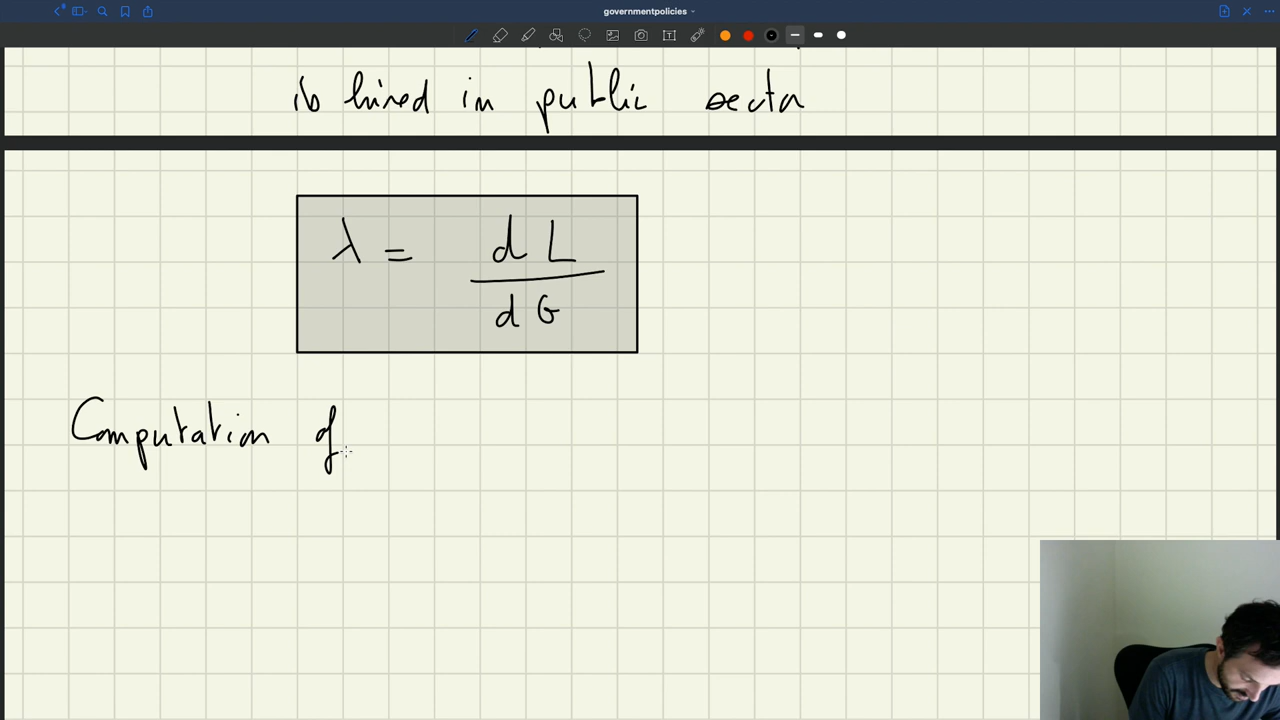 governmentpolicies
is hired in public sector
λ = dL / dG
Computation of